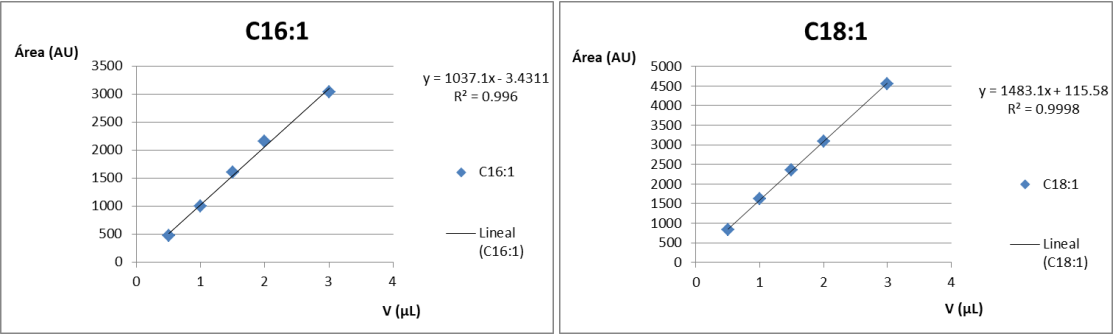 C16:1
Área (AU)
3500
3000
2500
2000
1500
1000
500
0
0 1 2 3 4
V (µL)
y = 1037.1x - 3.4311
R² = 0.996
C16:1
Lineal
(C16:1)
C18:1
Área (AU)
5000
4500
4000
3500
3000
2500
2000
1500
1000
500
0
0 1 2 3 4
V (µL)
y = 1483.1x + 115.58
R² = 0.9998
C18:1
Lineal
(C18:1)